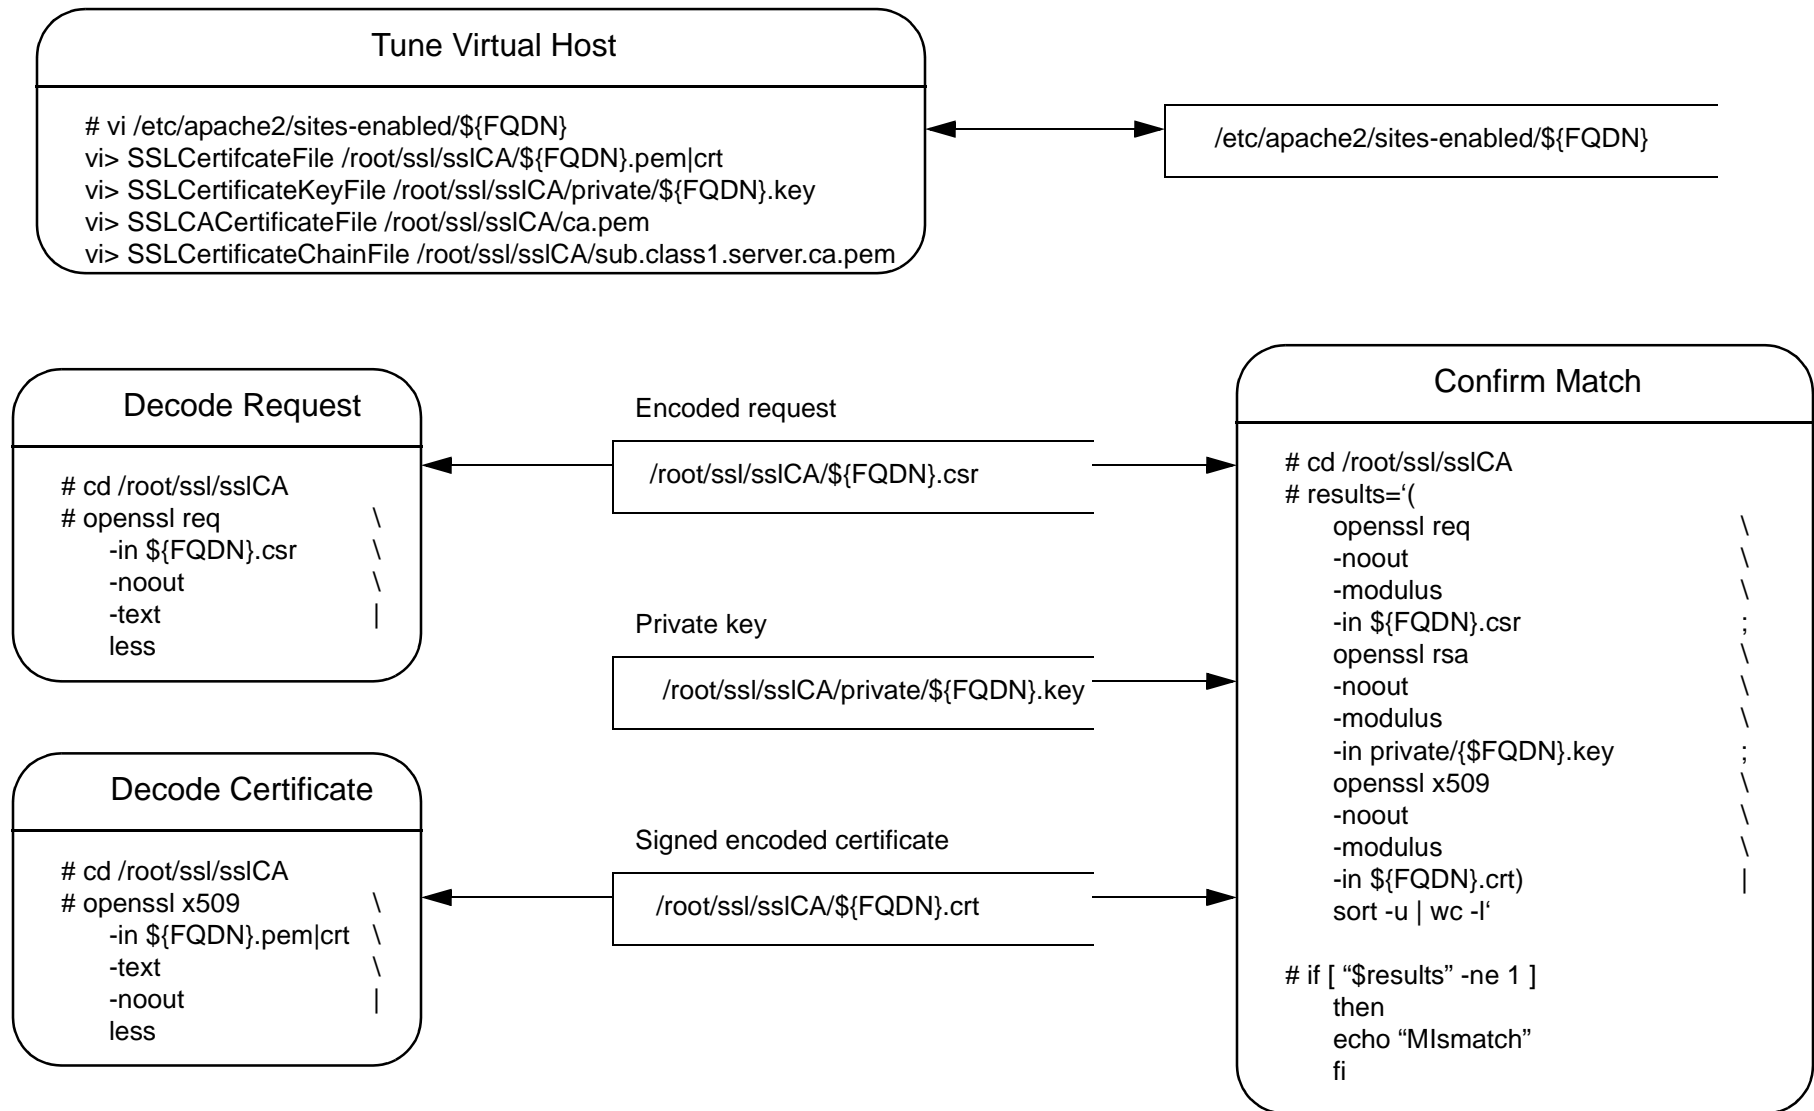 Tune Virtual Host
# vi /etc/apache2/sites-enabled/${FQDN}
vi> SSLCertifcateFile /root/ssl/sslCA/${FQDN}.pem|crt
vi> SSLCertificateKeyFile /root/ssl/sslCA/private/${FQDN}.key
vi> SSLCACertificateFile /root/ssl/sslCA/ca.pem
vi> SSLCertificateChainFile /root/ssl/sslCA/sub.class1.server.ca.pem
/etc/apache2/sites-enabled/${FQDN}
Decode Request
# cd /root/ssl/sslCA
# openssl req \
-in ${FQDN}.csr \
-noout \
-text |
less
Encoded request
/root/ssl/sslCA/${FQDN}.csr
Private key
/root/ssl/sslCA/private/${FQDN}.key
Decode Certificate
# cd /root/ssl/sslCA
# openssl x509 \
-in ${FQDN}.pem|crt \
-text \
-noout |
less
Signed encoded certificate
/root/ssl/sslCA/${FQDN}.crt
Confirm Match
# cd /root/ssl/sslCA
# results=‘(
openssl req \
-noout \
-modulus \
-in ${FQDN}.csr ;
openssl rsa \
-noout \
-modulus \
-in private/{$FQDN}.key ;
openssl x509 \
-noout \
-modulus \
-in ${FQDN}.crt) |
sort -u | wc -l‘
# if [ “$results” -ne 1 ]
then
echo “MIsmatch”
fi